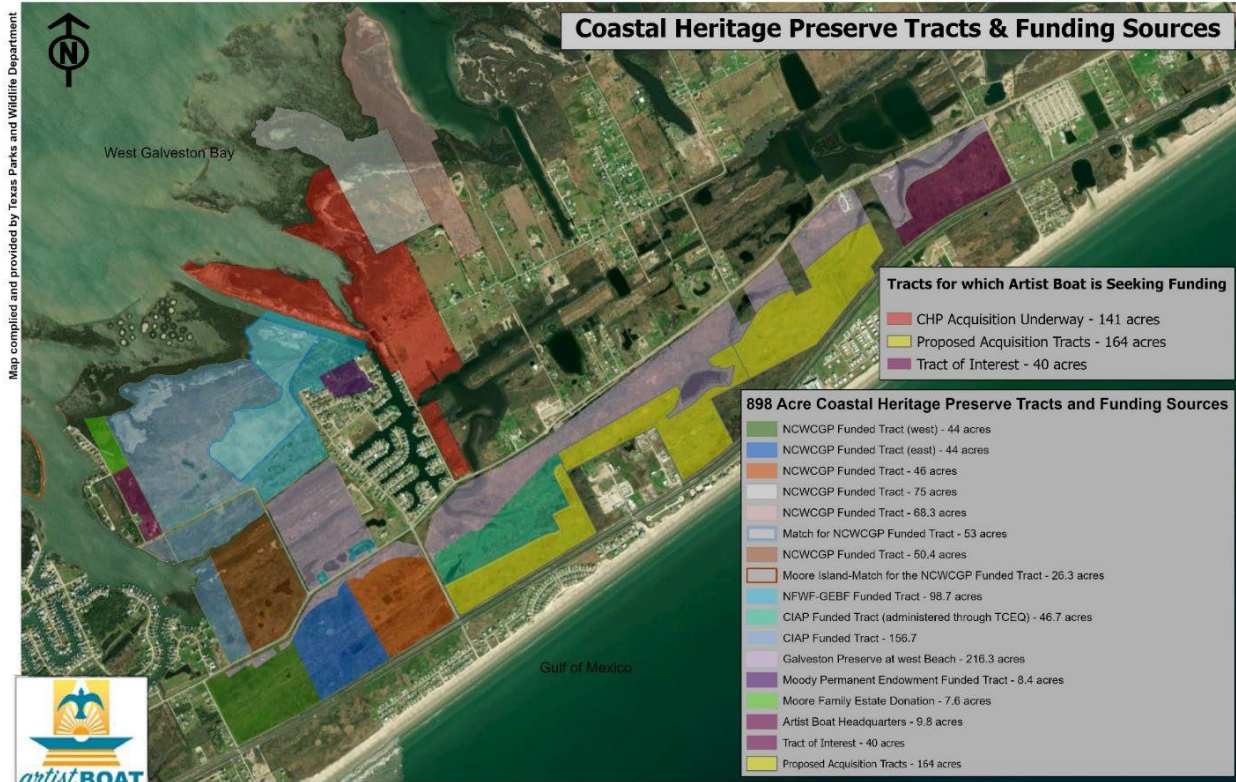 Map complied and provided by Texas Parks and Wildlife Department
N
Coastal Heritage Preserve Tracts & Funding Sources
West Galveston Bay
Tracts for which Artist Boat is Seeking Funding
CHP Acquisition Underway - 141 acres
Proposed Acquisition Tracts - 164 acres
Tract of Interest - 40 acres
898 Acre Coastal Heritage Preserve Tracts and Funding Sources
NCWCGP Funded Tract (west) - 44 acres
NCWCGP Funded Tract (east) - 44 acres
NCWCGP Funded Tract - 46 acres
NCWCGP Funded Tract - 75 acres
NCWCGP Funded Tract - 68.3 acres
Match for NCWCGP Funded Tract - 53 acres
NCWCGP Funded Tract - 50.4 acres
Moore Island-Match for the NCWCGP Funded Tract - 26.3 acres
NFWF-GEBF Funded Tract - 98.7 acres
CIAP Funded Tract (administered through TCEQ) - 46.7 acres
CIAP Funded Tract - 156.7
Galveston Preserve at west Beach - 216.3 acres
Moody Permanent Endowment Funded Tract - 8.4 acres
Moore Family Estate Donation - 7.6 acres
Artist Boat Headquarters - 9.8 acres
Tract of Interest - 40 acres
Proposed Acquisition Tracts - 164 acres
Gulf of Mexico
artist BOAT